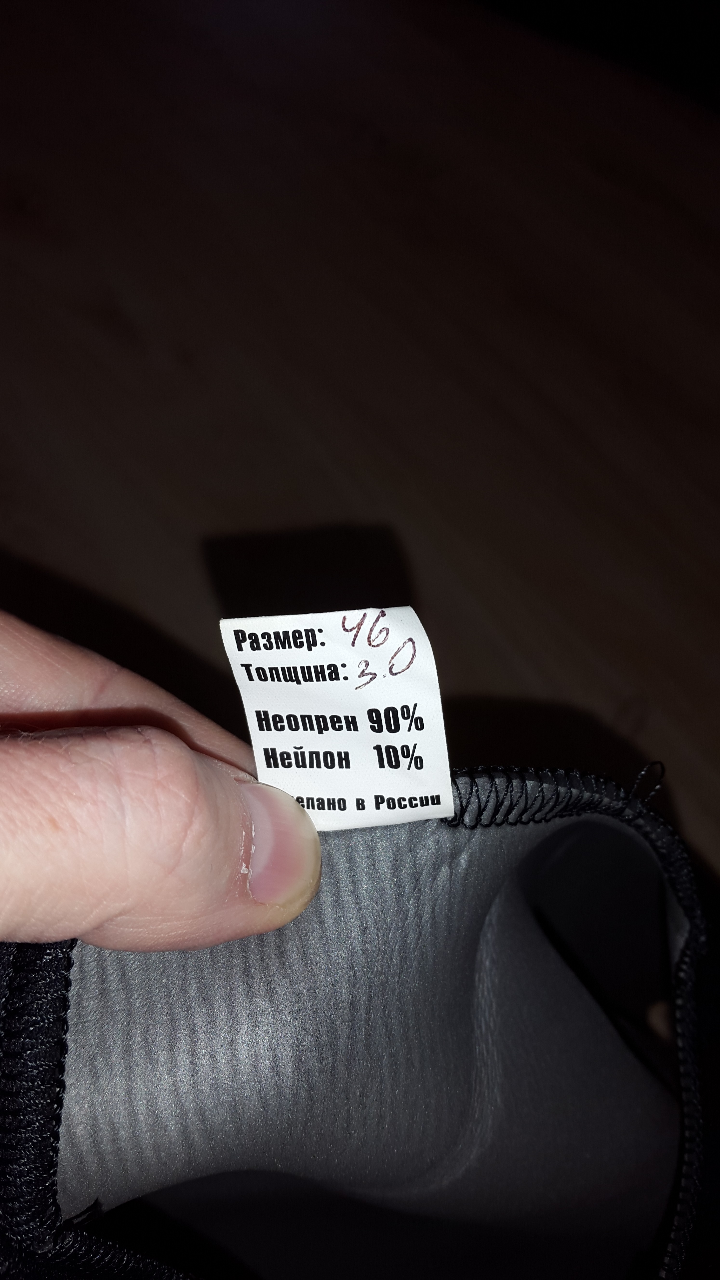 Размер: 46
Толщина: 3.0
Неопрен 90%
Нейлон 10%
в России